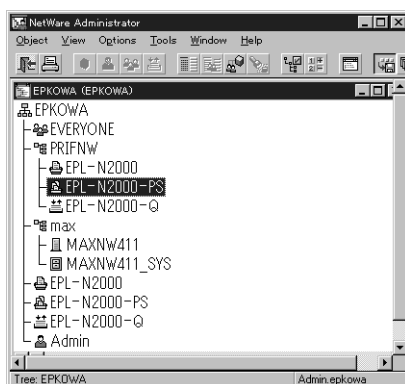 NetWare Administrator
Object View Options Tools Window Help
EPKOWA (EPKOWA)
EPKOWA
EVERYONE
PRIFNW
EPL-N2000
EPL-N2000-PS
EPL-N2000-Q
max
MAXNW411
MAXNW411_SYS
EPL-N2000
EPL-N2000-PS
EPL-N2000-Q
Admin
Tree: EPKOWA Admin.epkowa